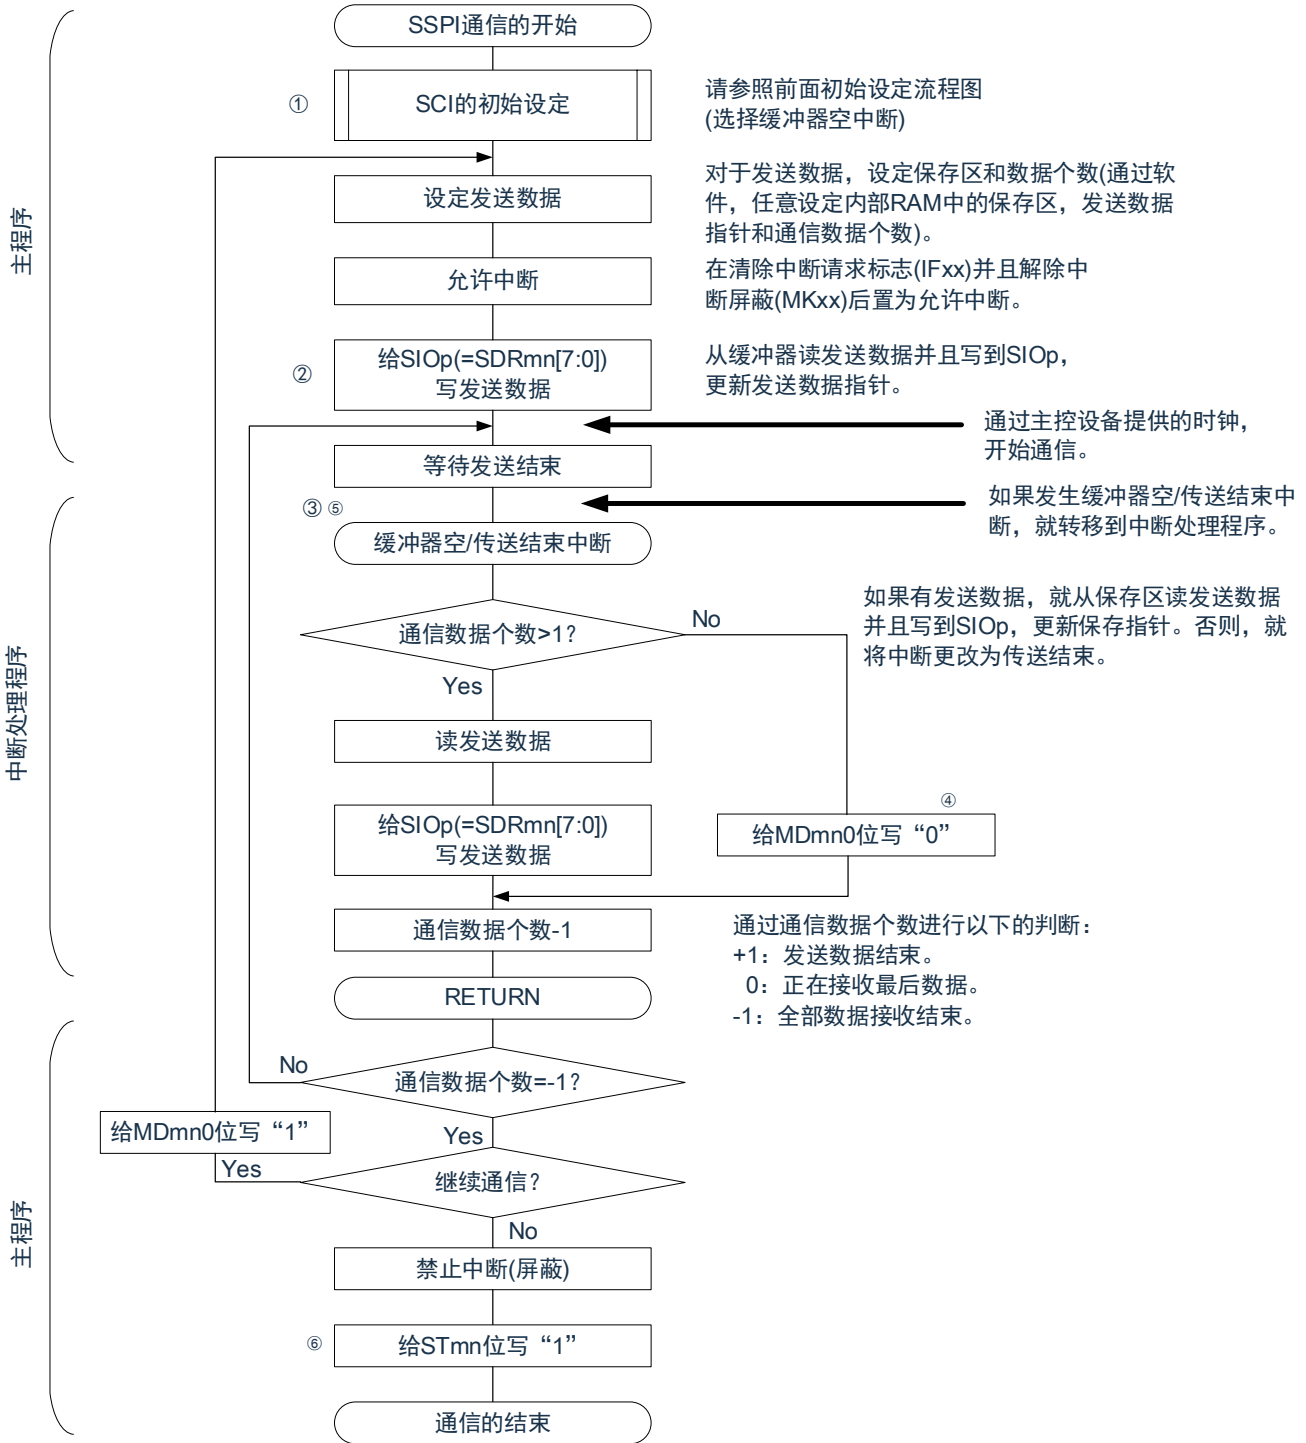 SSPI通信的开始
①
SCI的初始设定
请参照前面初始设定流程图
(选择缓冲器空中断)
设定发送数据
对于发送数据，设定保存区和数据个数(通过软
件，任意设定内部RAM中的保存区，发送数据
指针和通信数据个数)。
主程序
允许中断
在清除中断请求标志(IFxx)并且解除中
断屏蔽(MKxx)后置为允许中断。
②
给SIOp(=SDRmn[7:0])
写发送数据
从缓冲器读发送数据并且写到SIOp，
更新发送数据指针。
通过主控设备提供的时钟，
开始通信。
等待发送结束
③ ⑤
如果发生缓冲器空/传送结束中
断，就转移到中断处理程序。
缓冲器空/传送结束中断
通信数据个数>1?
No
如果有发送数据，就从保存区读发送数据
并且写到SIOp，更新保存指针。否则，就
将中断更改为传送结束。
Yes
中断处理程序
读发送数据
④
给SIOp(=SDRmn[7:0])
写发送数据
给MDmn0位写“0”
通信数据个数-1
通过通信数据个数进行以下的判断：
+1：发送数据结束。
0：正在接收最后数据。
-1：全部数据接收结束。
RETURN
No
通信数据个数=-1?
给MDmn0位写“1”
Yes
Yes
继续通信?
主程序
No
禁止中断(屏蔽)
⑥
给STmn位写“1”
通信的结束